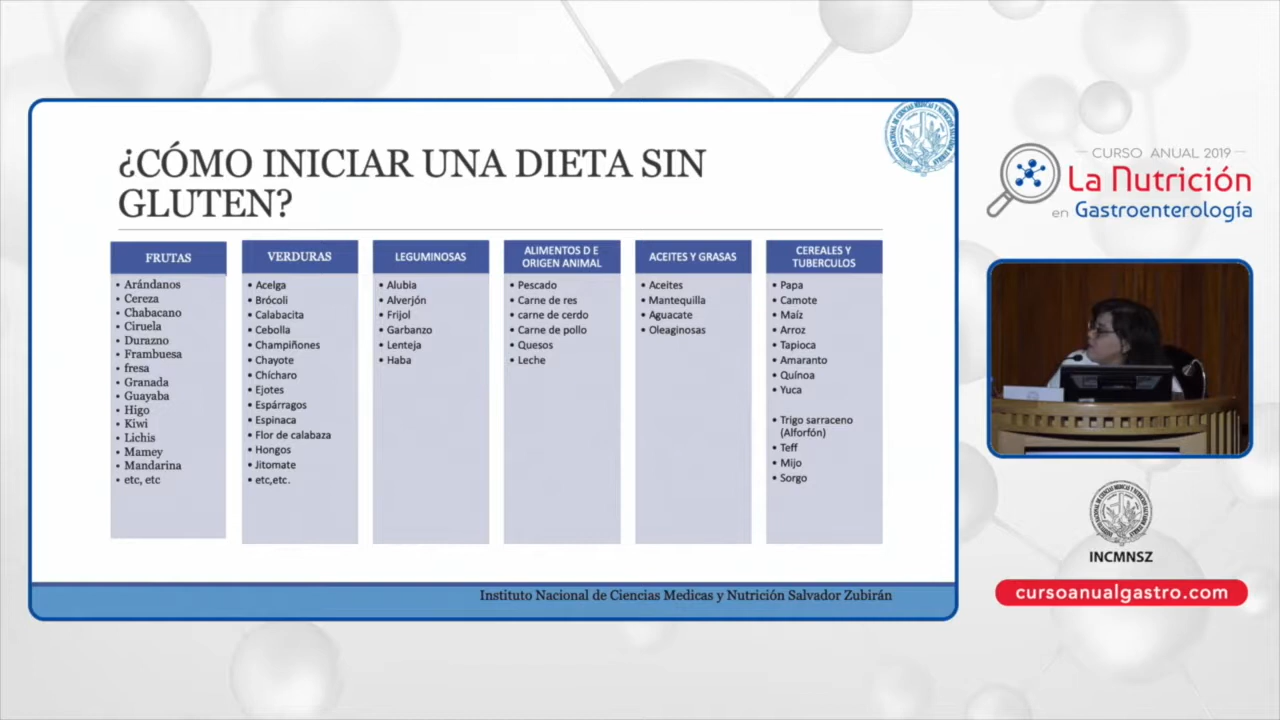 ¿CÓMO INICIAR UNA DIETA SIN
GLUTEN?
FRUTAS
• Arándanos
• Cereza
• Chabacano
• Ciruela
• Durazno
• Frambuesa
• fresa
• Granada
• Guayaba
• Higo
• Kiwi
• Lichis
• Mamey
• Mandarina
• etc, etc
VERDURAS
• Acelga
• Brócoli
• Calabacita
• Cebolla
• Champiñones
• Chayote
• Chícharo
• Ejotes
• Espárragos
• Espinaca
• Flor de calabaza
• Hongos
• Jitomate
• etc,etc.
LEGUMINOSAS
• Alubia
• Alverjón
• Frijol
• Garbanzo
• Lenteja
• Haba
ALIMENTOS D E
ORIGEN ANIMAL
• Pescado
• Carne de res
• carne de cerdo
• Carne de pollo
• Quesos
• Leche
ACEITES Y GRASAS
• Aceites
• Mantequilla
• Aguacate
• Oleaginosas
CEREALES Y
TUBERCULOS
• Papa
• Camote
• Maíz
• Arroz
• Tapioca
• Amaranto
• Quínoa
• Yuca
• Trigo sarraceno
(Alforfón)
• Teff
• Mijo
• Sorgo
Instituto Nacional de Ciencias Medicas y Nutrición Salvador Zubirán
CURSO ANUAL 2019
La Nutrición
en Gastroenterología
INCMNSZ
cursoanualgastro.com